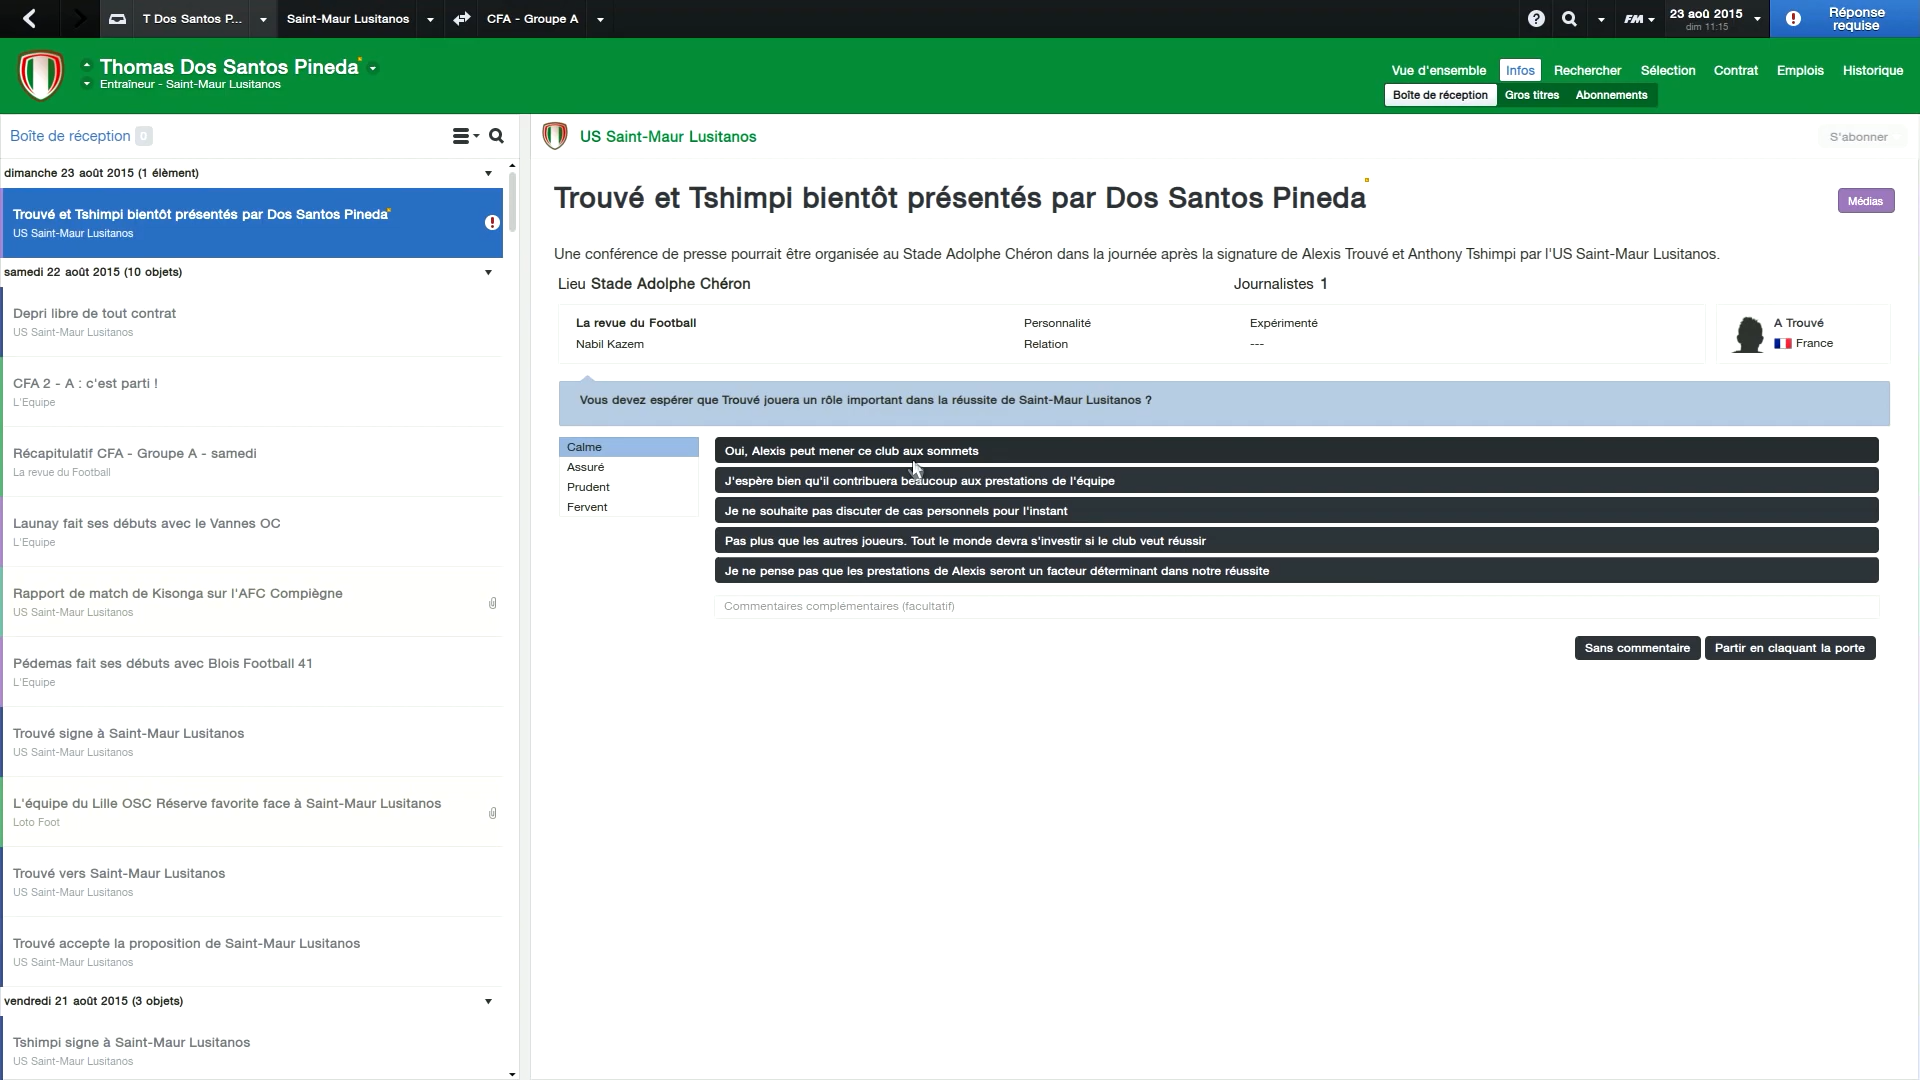 T Dos Santos P...
Saint-Maur Lusitanos
CFA - Groupe A
?
FM
23 aoû 2015
dim 11:15
Réponse
requise
Thomas Dos Santos Pineda
Entraîneur - Saint-Maur Lusitanos
Vue d'ensemble
Infos
Rechercher
Sélection
Contrat
Emplois
Historique
Boîte de réception
Gros titres
Abonnements
Boîte de réception 0
dimanche 23 août 2015 (1 élèment)
Trouvé et Tshimpi bientôt présentés par Dos Santos Pineda
US Saint-Maur Lusitanos
samedi 22 août 2015 (10 objets)
Depri libre de tout contrat
US Saint-Maur Lusitanos
CFA 2 - A : c'est parti !
L'Equipe
Récapitulatif CFA - Groupe A - samedi
La revue du Football
Launay fait ses débuts avec le Vannes OC
L'Equipe
Rapport de match de Kisonga sur l'AFC Compiègne
US Saint-Maur Lusitanos
Pédemas fait ses débuts avec Blois Football 41
L'Equipe
Trouvé signe à Saint-Maur Lusitanos
US Saint-Maur Lusitanos
L'équipe du Lille OSC Réserve favorite face à Saint-Maur Lusitanos
Loto Foot
Trouvé vers Saint-Maur Lusitanos
US Saint-Maur Lusitanos
Trouvé accepte la proposition de Saint-Maur Lusitanos
US Saint-Maur Lusitanos
vendredi 21 août 2015 (3 objets)
Tshimpi signe à Saint-Maur Lusitanos
US Saint-Maur Lusitanos
US Saint-Maur Lusitanos
S'abonner
Trouvé et Tshimpi bientôt présentés par Dos Santos Pineda
Médias
Une conférence de presse pourrait être organisée au Stade Adolphe Chéron dans la journée après la signature de Alexis Trouvé et Anthony Tshimpi par l'US Saint-Maur Lusitanos.
Lieu Stade Adolphe Chéron
Journalistes 1
La revue du Football
Personnalité
Expérimenté
Nabil Kazem
Relation
---
A Trouvé
France
Vous devez espérer que Trouvé jouera un rôle important dans la réussite de Saint-Maur Lusitanos ?
Calme
Assuré
Prudent
Fervent
Oui, Alexis peut mener ce club aux sommets
J'espère bien qu'il contribuera beaucoup aux prestations de l'équipe
Je ne souhaite pas discuter de cas personnels pour l'instant
Pas plus que les autres joueurs. Tout le monde devra s'investir si le club veut réussir
Je ne pense pas que les prestations de Alexis seront un facteur déterminant dans notre réussite
Commentaires complémentaires (facultatif)
Sans commentaire
Partir en claquant la porte